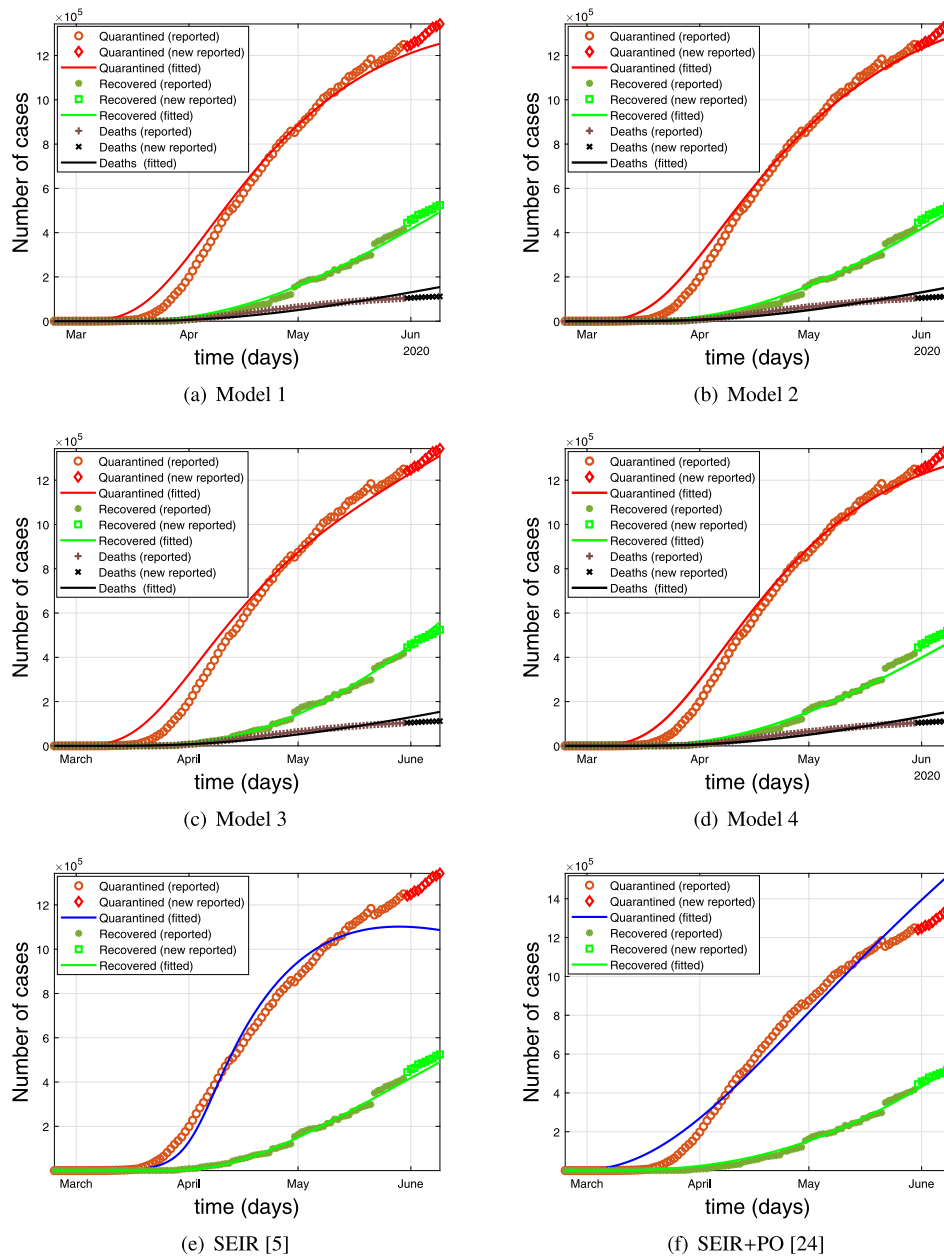 ×10^5
Number of cases
12
10
8
6
4
2
0
Quarantined (reported)
Quarantined (new reported)
Quarantined (fitted)
Recovered (reported)
Recovered (new reported)
Recovered (fitted)
Deaths (reported)
Deaths (new reported)
Deaths (fitted)
Mar Apr May Jun
2020
time (days)
(a) Model 1
×10^5
Number of cases
12
10
8
6
4
2
0
Quarantined (reported)
Quarantined (new reported)
Quarantined (fitted)
Recovered (reported)
Recovered (new reported)
Recovered (fitted)
Deaths (reported)
Deaths (new reported)
Deaths (fitted)
Mar Apr May Jun
2020
time (days)
(b) Model 2
×10^5
Number of cases
12
10
8
6
4
2
0
Quarantined (reported)
Quarantined (new reported)
Quarantined (fitted)
Recovered (reported)
Recovered (new reported)
Recovered (fitted)
Deaths (reported)
Deaths (new reported)
Deaths (fitted)
March April May June
time (days)
(c) Model 3
×10^5
Number of cases
12
10
8
6
4
2
0
Quarantined (reported)
Quarantined (new reported)
Quarantined (fitted)
Recovered (reported)
Recovered (new reported)
Recovered (fitted)
Deaths (reported)
Deaths (new reported)
Deaths (fitted)
Mar Apr May Jun
2020
time (days)
(d) Model 4
×10^5
Number of cases
12
10
8
6
4
2
Quarantined (reported)
Quarantined (new reported)
Quarantined (fitted)
Recovered (reported)
Recovered (new reported)
Recovered (fitted)
March April May June
time (days)
(e) SEIR [5]
×10^5
Number of cases
14
12
10
8
6
4
2
Quarantined (reported)
Quarantined (new reported)
Quarantined (fitted)
Recovered (reported)
Recovered (new reported)
Recovered (fitted)
March April May June
time (days)
(f) SEIR+PO [24]